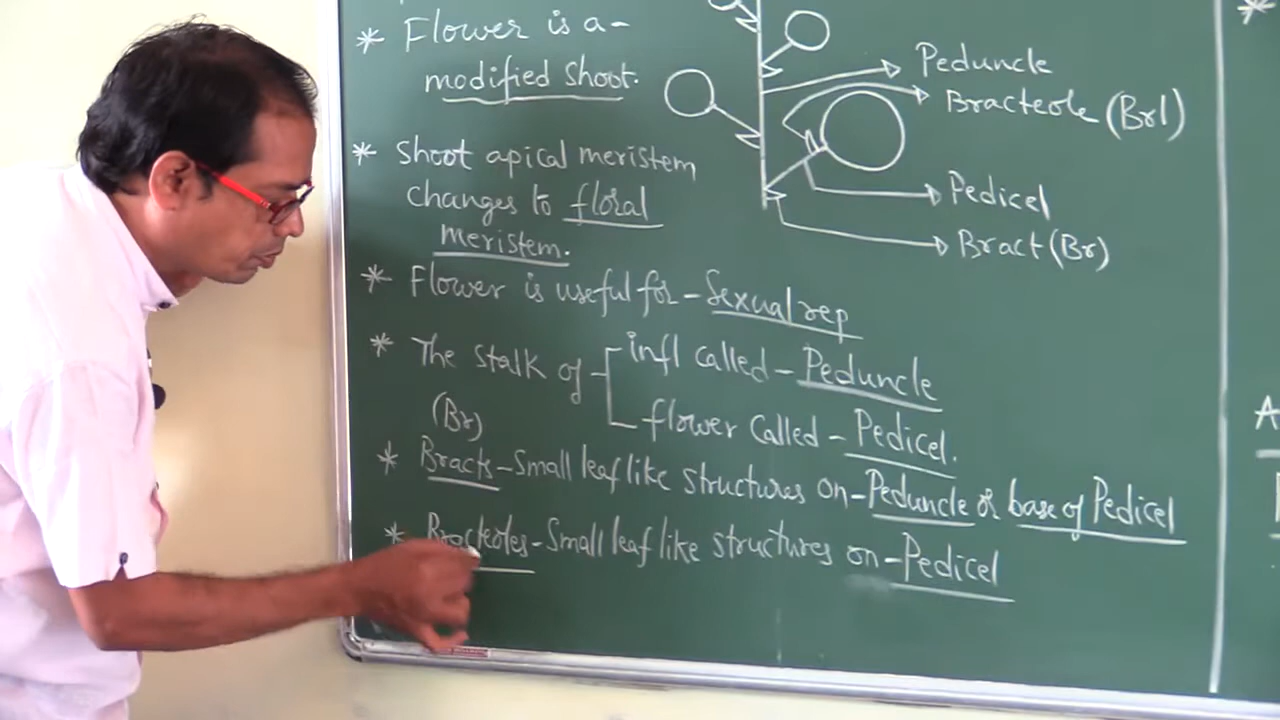 * Flower is a -
modified shoot.
* Shoot apical meristem
changes to floral
meristem.
* Flower is useful for - Sexual rep
* The stalk of infl called - Peduncle
flower called - Pedicel.
(Br)
* Bracts - Small leaf like structures on - Peduncle or base of Pedicel
* Bracteoles - Small leaf like structures on - Pedicel
Peduncle
Bracteole (Brl)
Pedicel
Bract (Br)
*
A